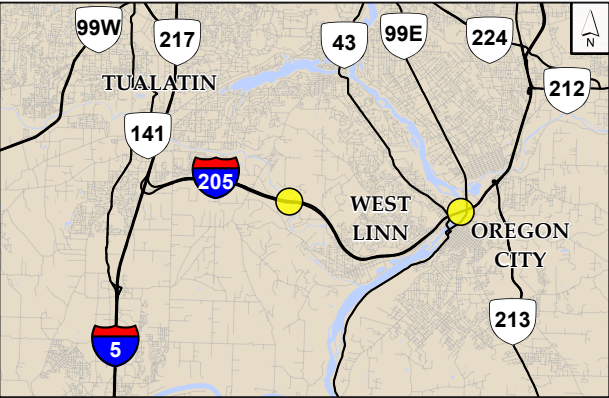 99W
217
43
99E
224
N
212
TUALATIN
141
205
WEST
LINN
OREGON
CITY
213
5